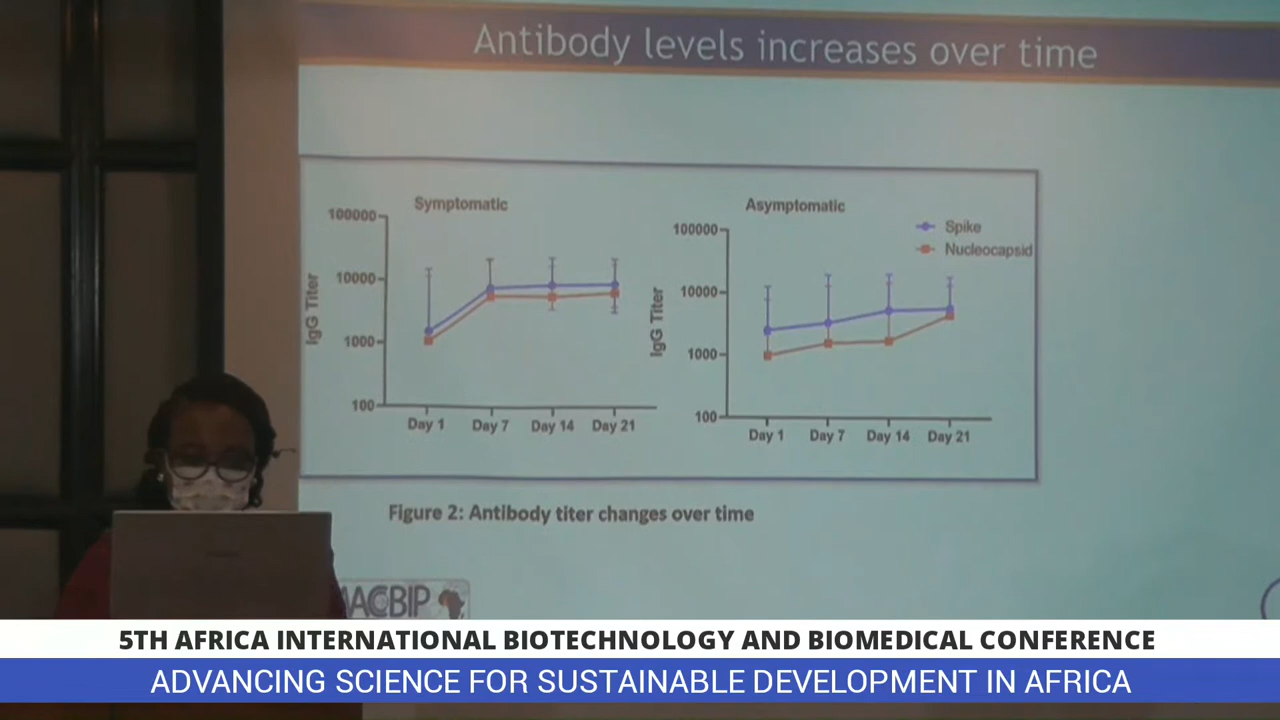 Antibody levels increases over time
Symptomatic
100000
10000
1000
100
IgG Titer
Day 1 Day 7 Day 14 Day 21
Asymptomatic
100000
10000
1000
100
IgG Titer
Day 1 Day 7 Day 14 Day 21
Spike
Nucleocapsid
Figure 2: Antibody titer changes over time
5TH AFRICA INTERNATIONAL BIOTECHNOLOGY AND BIOMEDICAL CONFERENCE
ADVANCING SCIENCE FOR SUSTAINABLE DEVELOPMENT IN AFRICA